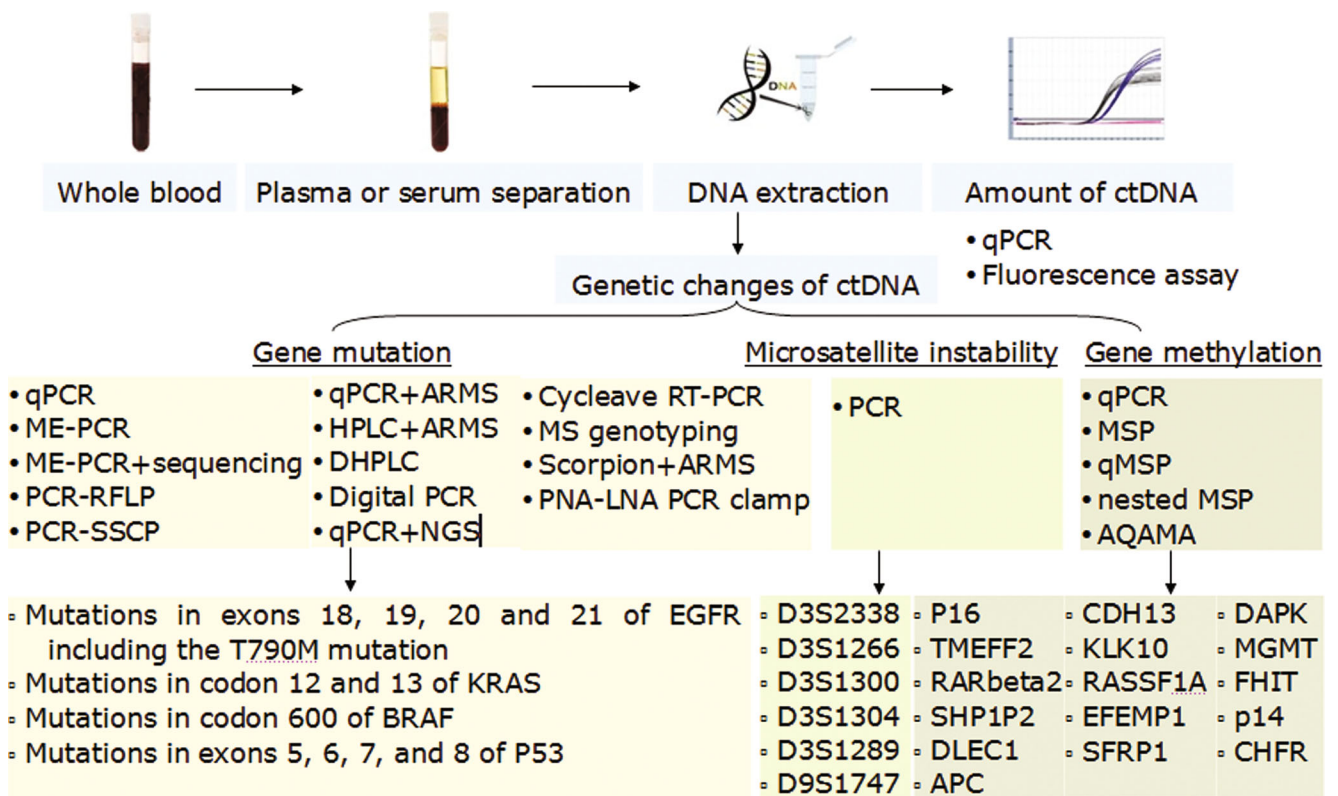 DNA
Whole blood
Plasma or serum separation
DNA extraction
Amount of ctDNA
• qPCR
• Fluorescence assay
Genetic changes of ctDNA
Gene mutation
• qPCR
• ME-PCR
• ME-PCR+sequencing
• PCR-RFLP
• PCR-SSCP
• qPCR+ARMS
• HPLC+ARMS
• DHPLC
• Digital PCR
• qPCR+NGS
• Cycleave RT-PCR
• MS genotyping
• Scorpion+ARMS
• PNA-LNA PCR clamp
Microsatellite instability
• PCR
Gene methylation
• qPCR
• MSP
• qMSP
• nested MSP
• AQAMA
▫ Mutations in exons 18, 19, 20 and 21 of EGFR
including the T790M mutation
▫ Mutations in codon 12 and 13 of KRAS
▫ Mutations in codon 600 of BRAF
▫ Mutations in exons 5, 6, 7, and 8 of P53
▫ D3S2338
▫ D3S1266
▫ D3S1300
▫ D3S1304
▫ D3S1289
▫ D9S1747
▫ P16
▫ TMEFF2
▫ RARbeta2
▫ SHP1P2
▫ DLEC1
▫ APC
▫ CDH13
▫ KLK10
▫ RASSF1A
▫ EFEMP1
▫ SFRP1
▫ DAPK
▫ MGMT
▫ FHIT
▫ p14
▫ CHFR